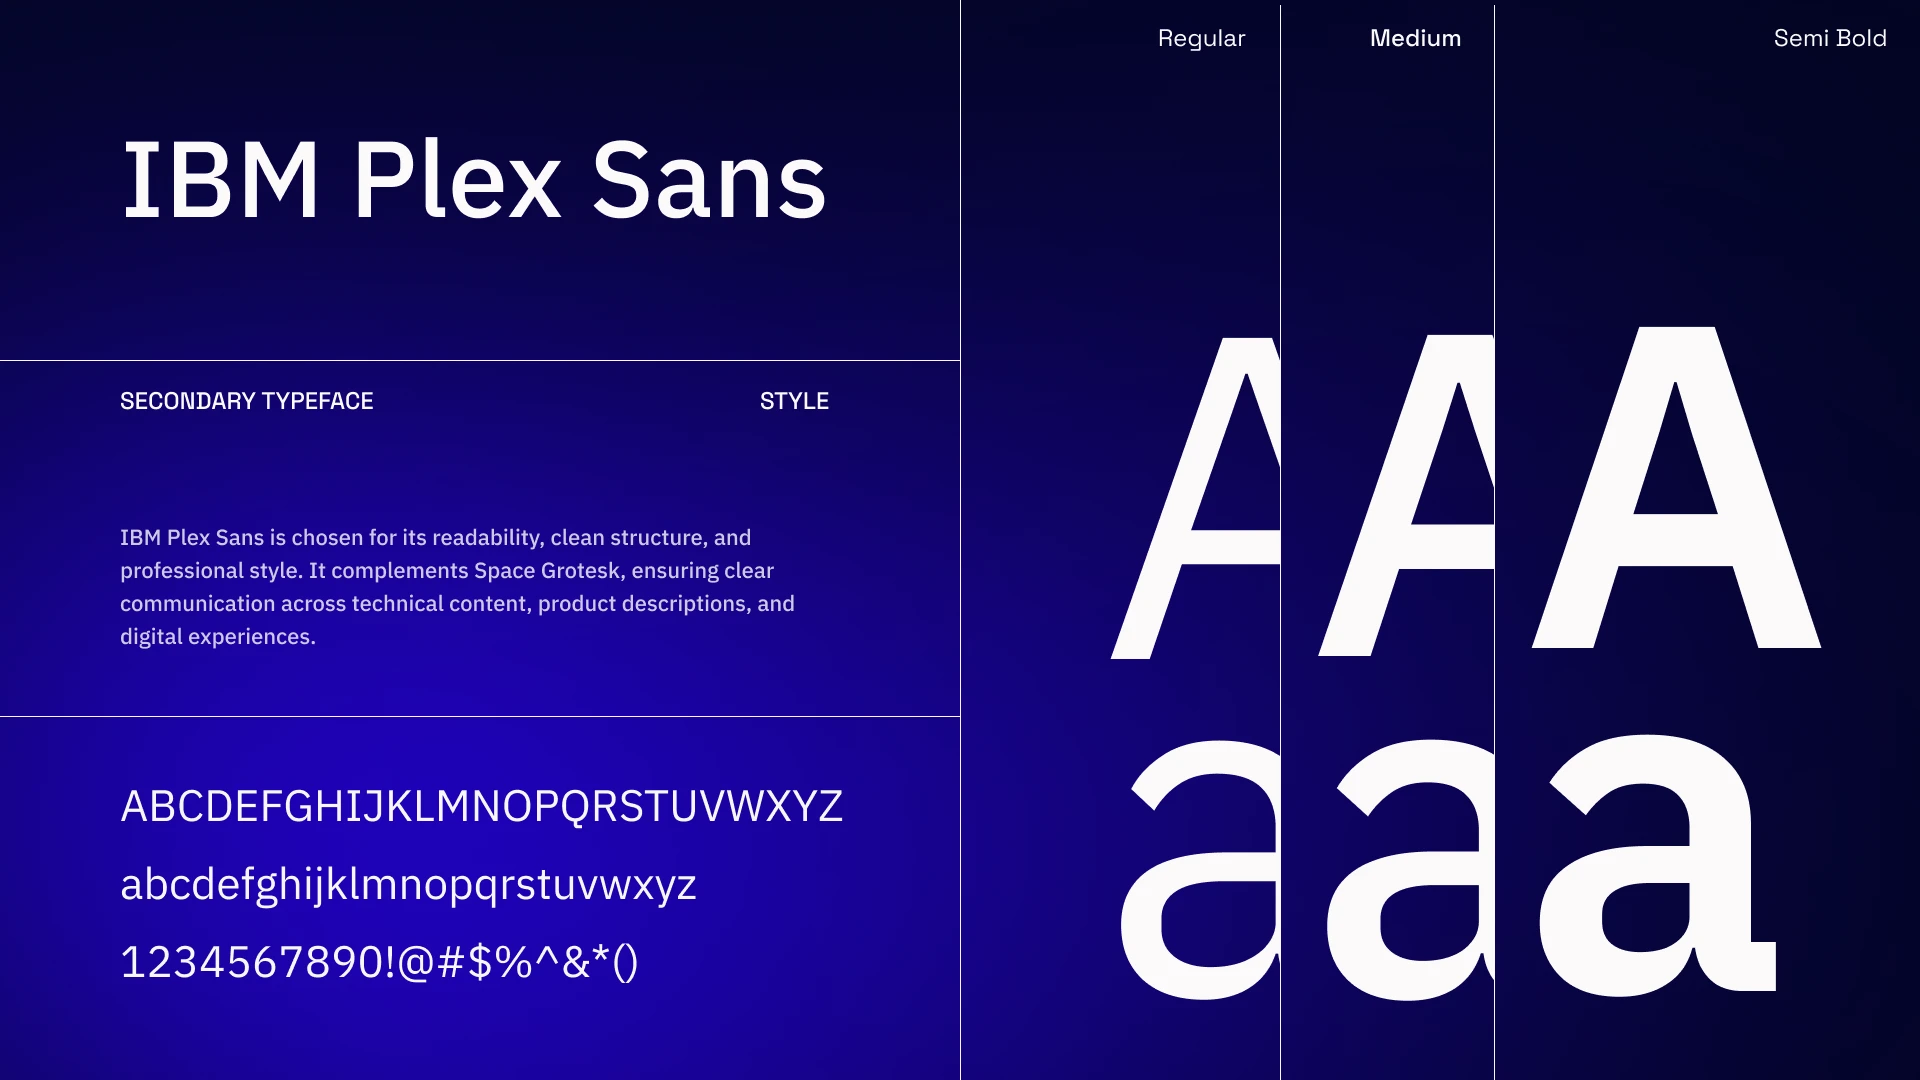 IBM Plex Sans
SECONDARY TYPEFACE
STYLE
IBM Plex Sans is chosen for its readability, clean structure, and
professional style. It complements Space Grotesk, ensuring clear
communication across technical content, product descriptions, and
digital experiences.
ABCDEFGHIJKLMNOPQRSTUVWXYZ
abcdefghijklmnopqrstuvwxyz
1234567890!@#$%^&*()
Regular
Medium
Semi Bold
A A A
a a a